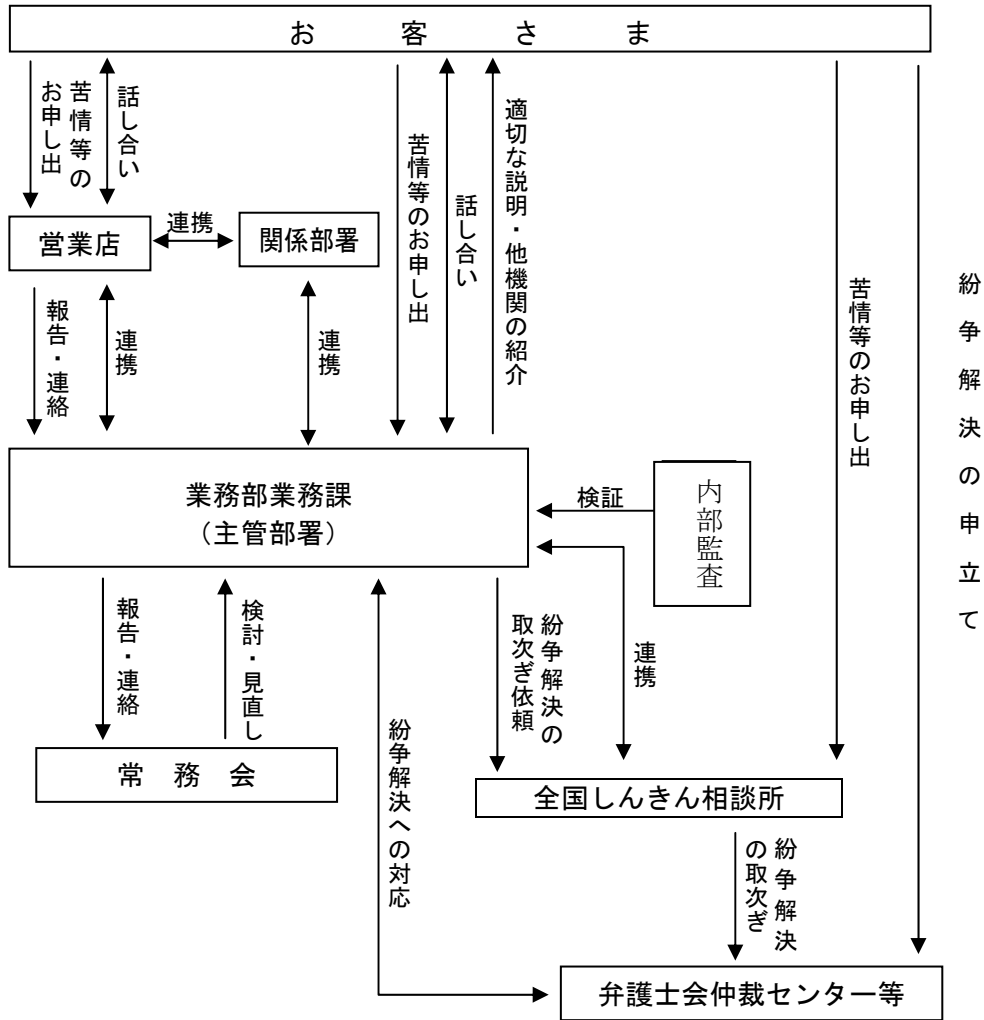 お客さま
苦情等の
お申し出
話し合い
苦情等のお申し出
話し合い
適切な説明・他機関の紹介
苦情等のお申し出
紛争解決の申立て
営業店
連携
関係部署
報告・連絡
連携
連携
業務部業務課
（主管部署）
検証
内部監査
報告・連絡
検討・見直し
紛争解決への対応
紛争解決の
取次ぎ依頼
連携
常務会
全国しんきん相談所
紛争解決
の取次ぎ
弁護士会仲裁センター等